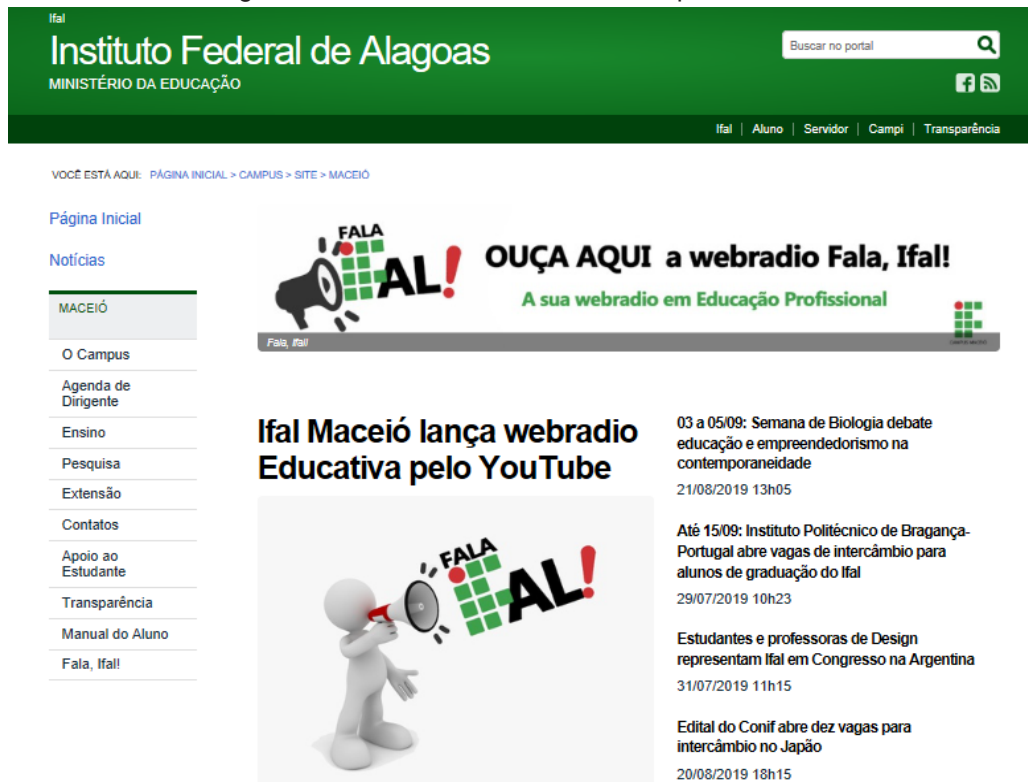 Ifal
Instituto Federal de Alagoas
MINISTÉRIO DA EDUCAÇÃO
Buscar no portal
Ifal | Aluno | Servidor | Campi | Transparência
VOCÊ ESTÁ AQUI: PÁGINA INICIAL > CAMPUS > SITE > MACEIÓ
Página Inicial
Notícias
MACEIÓ
O Campus
Agenda de
Dirigente
Ensino
Pesquisa
Extensão
Contatos
Apoio ao
Estudante
Transparência
Manual do Aluno
Fala, Ifal!
FALA
IFAL!
OUÇA AQUI a webradio Fala, Ifal!
A sua webradio em Educação Profissional
Fala, Ifal!
Ifal Maceió lança webradio
Educativa pelo YouTube
FALA
IFAL!
03 a 05/09: Semana de Biologia debate
educação e empreendedorismo na
contemporaneidade
21/08/2019 13h05
Até 15/09: Instituto Politécnico de Bragança-
Portugal abre vagas de intercâmbio para
alunos de graduação do Ifal
29/07/2019 10h23
Estudantes e professoras de Design
representam Ifal em Congresso na Argentina
31/07/2019 11h15
Edital do Conif abre dez vagas para
intercâmbio no Japão
20/08/2019 18h15